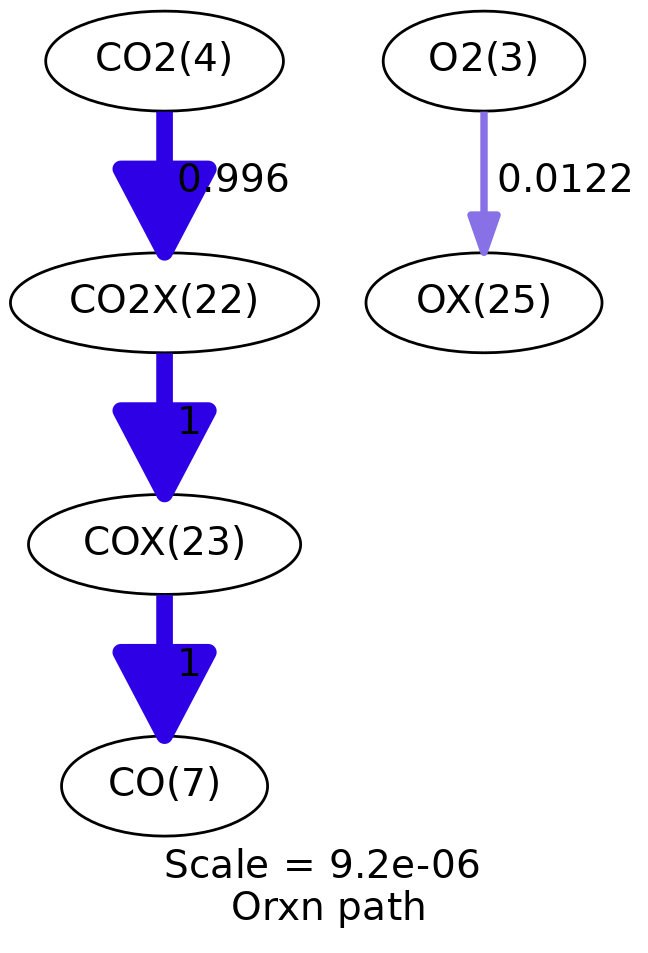 CO2(4)
O2(3)
0.996
0.0122
CO2X(22)
OX(25)
1
COX(23)
1
CO(7)
Scale = 9.2e-06
Orxn path